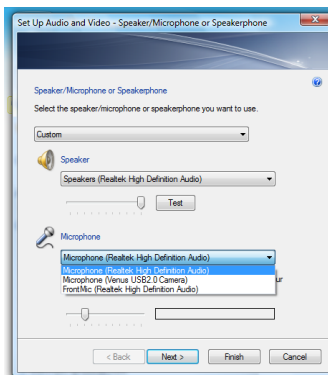 Set Up Audio and Video - Speaker/Microphone or Speakerphone
Speaker/Microphone or Speakerphone
Select the speaker/microphone or speakerphone you want to use.
Custom
Speaker
Speakers (Realtek High Definition Audio)
Test
Microphone
Microphone (Realtek High Definition Audio)
Microphone (Realtek High Definition Audio)
Microphone (Venus USB2.0 Camera)
FrontMic (Realtek High Definition Audio)
< Back
Next >
Finish
Cancel